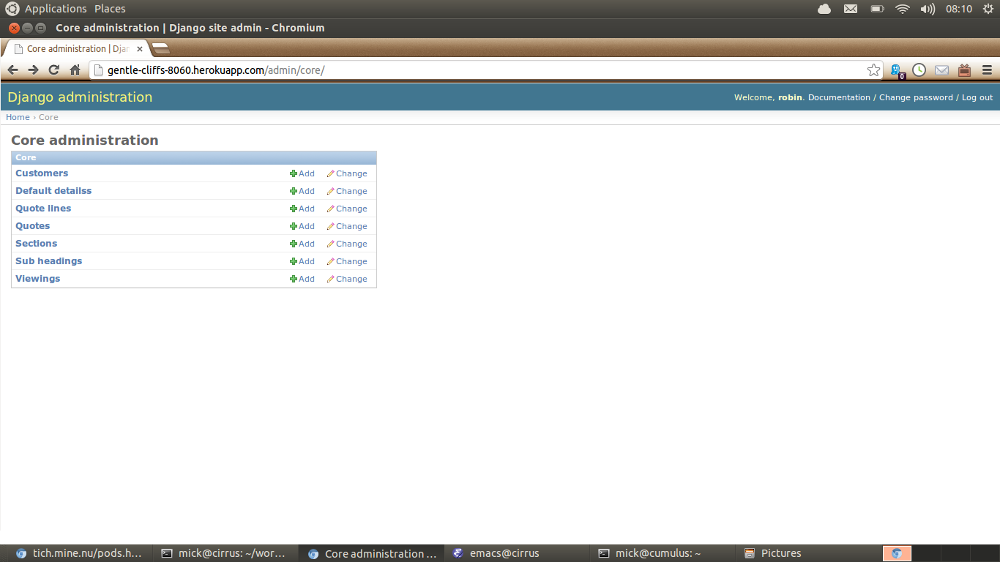 Applications Places 08:10
Core administration | Django site admin - Chromium
Core administration | Djan
gentle-cliffs-8060.herokuapp.com/admin/core/
0
Django administration Welcome, robin. Documentation / Change password / Log out
Home › Core
Core administration
Core
Customers Add Change
Default detailss Add Change
Quote lines Add Change
Quotes Add Change
Sections Add Change
Sub headings Add Change
Viewings Add Change
tich.mine.nu/pods.h... mick@cirrus: ~/wor... Core administration ... emacs@cirrus mick@cumulus: ~ Pictures